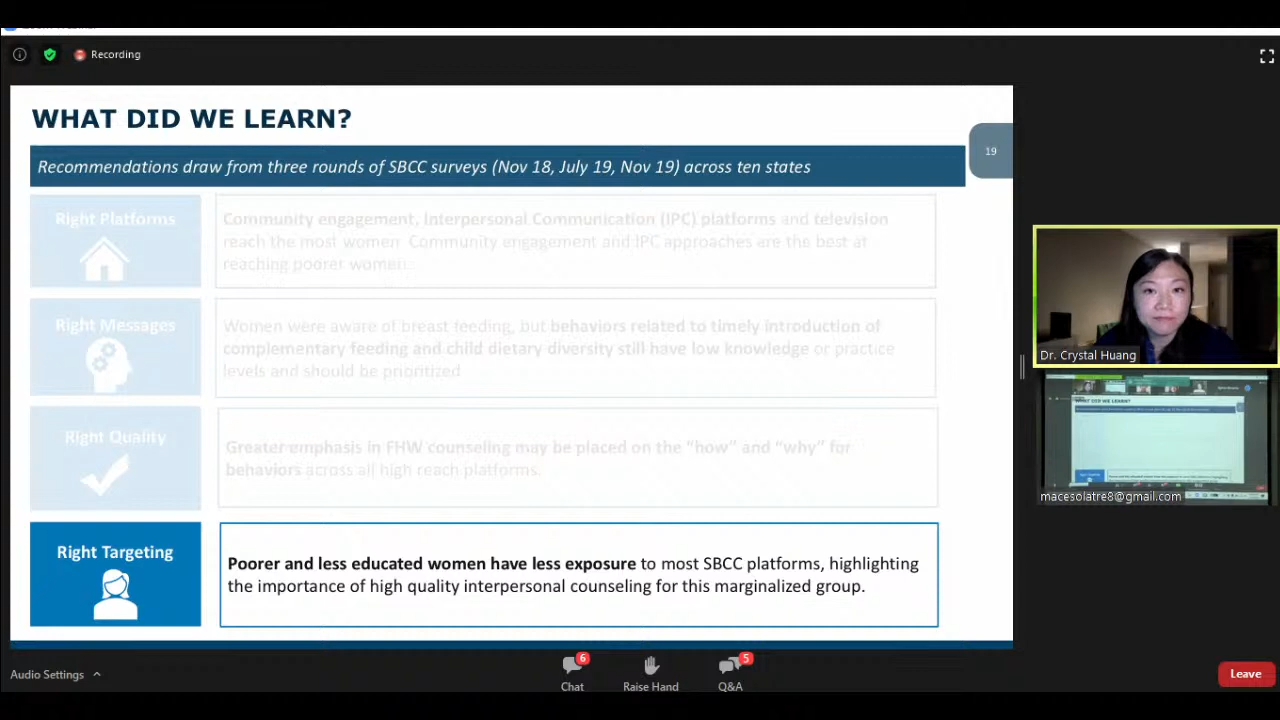 Recording
WHAT DID WE LEARN?
19
Recommendations draw from three rounds of SBCC surveys (Nov 18, July 19, Nov 19) across ten states
Right Platforms
Community engagement, Interpersonal Communication (IPC) platforms and television
reach the most women. Community engagement and IPC approaches are the best at
reaching poorer women.
Right Messages
Women were aware of breast feeding, but behaviors related to timely introduction of
complementary feeding and child dietary diversity still have low knowledge or practice
levels and should be prioritized
Right Quality
Greater emphasis in FHW counseling may be placed on the “how” and “why” for
behaviors across all high reach platforms.
Right Targeting
Poorer and less educated women have less exposure to most SBCC platforms, highlighting
the importance of high quality interpersonal counseling for this marginalized group.
Dr. Crystal Huang
WHAT DID WE LEARN?
macesolatre8@gmail.com
Audio Settings
6
Chat
Raise Hand
5
Q&A
Leave